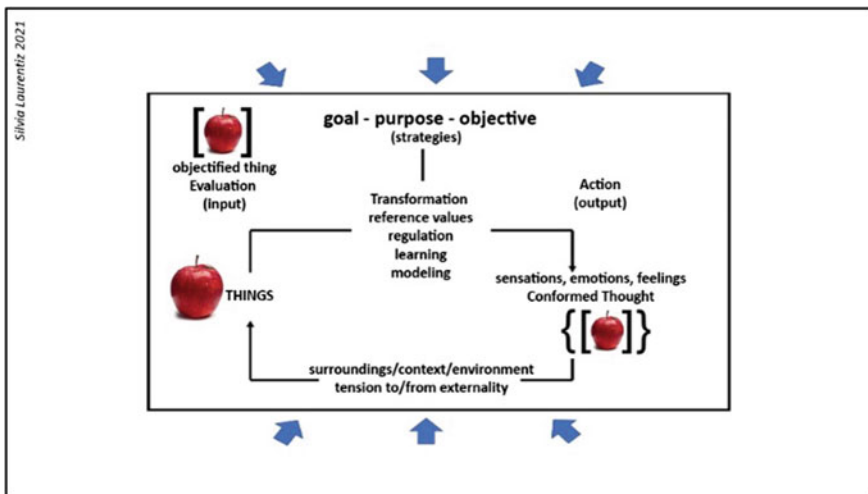 Silvia Laurentiz 2021
goal - purpose - objective
(strategies)
[ ]
objectified thing
Evaluation
(input)
Transformation
reference values
regulation
learning
modeling
Action
(output)
THINGS
sensations, emotions, feelings
Conformed Thought
{[ ]}
surroundings/context/environment
tension to/from externality